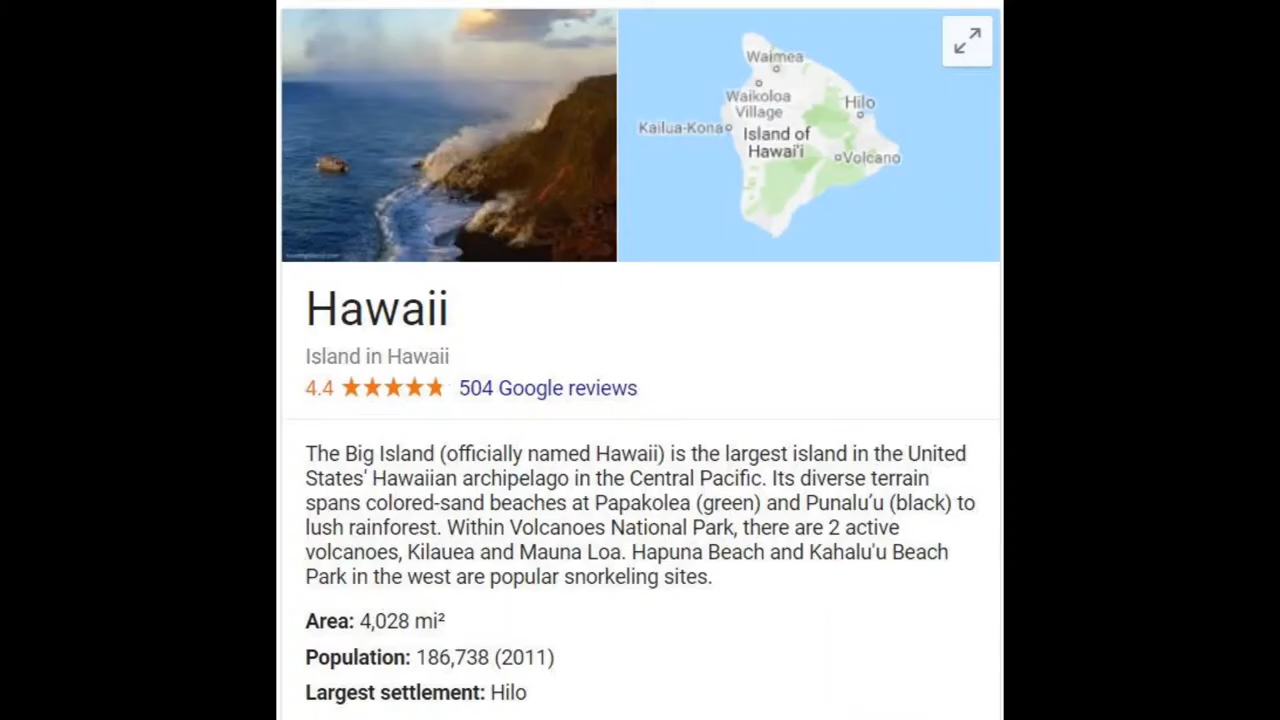 Waimea
Waikoloa
Village
Hilo
Kailua-Kona
Island of
Hawai'i
Volcano
Hawaii
Island in Hawaii
4.4 504 Google reviews
The Big Island (officially named Hawaii) is the largest island in the United
States' Hawaiian archipelago in the Central Pacific. Its diverse terrain
spans colored-sand beaches at Papakolea (green) and Punalu’u (black) to
lush rainforest. Within Volcanoes National Park, there are 2 active
volcanoes, Kilauea and Mauna Loa. Hapuna Beach and Kahalu'u Beach
Park in the west are popular snorkeling sites.
Area: 4,028 mi²
Population: 186,738 (2011)
Largest settlement: Hilo